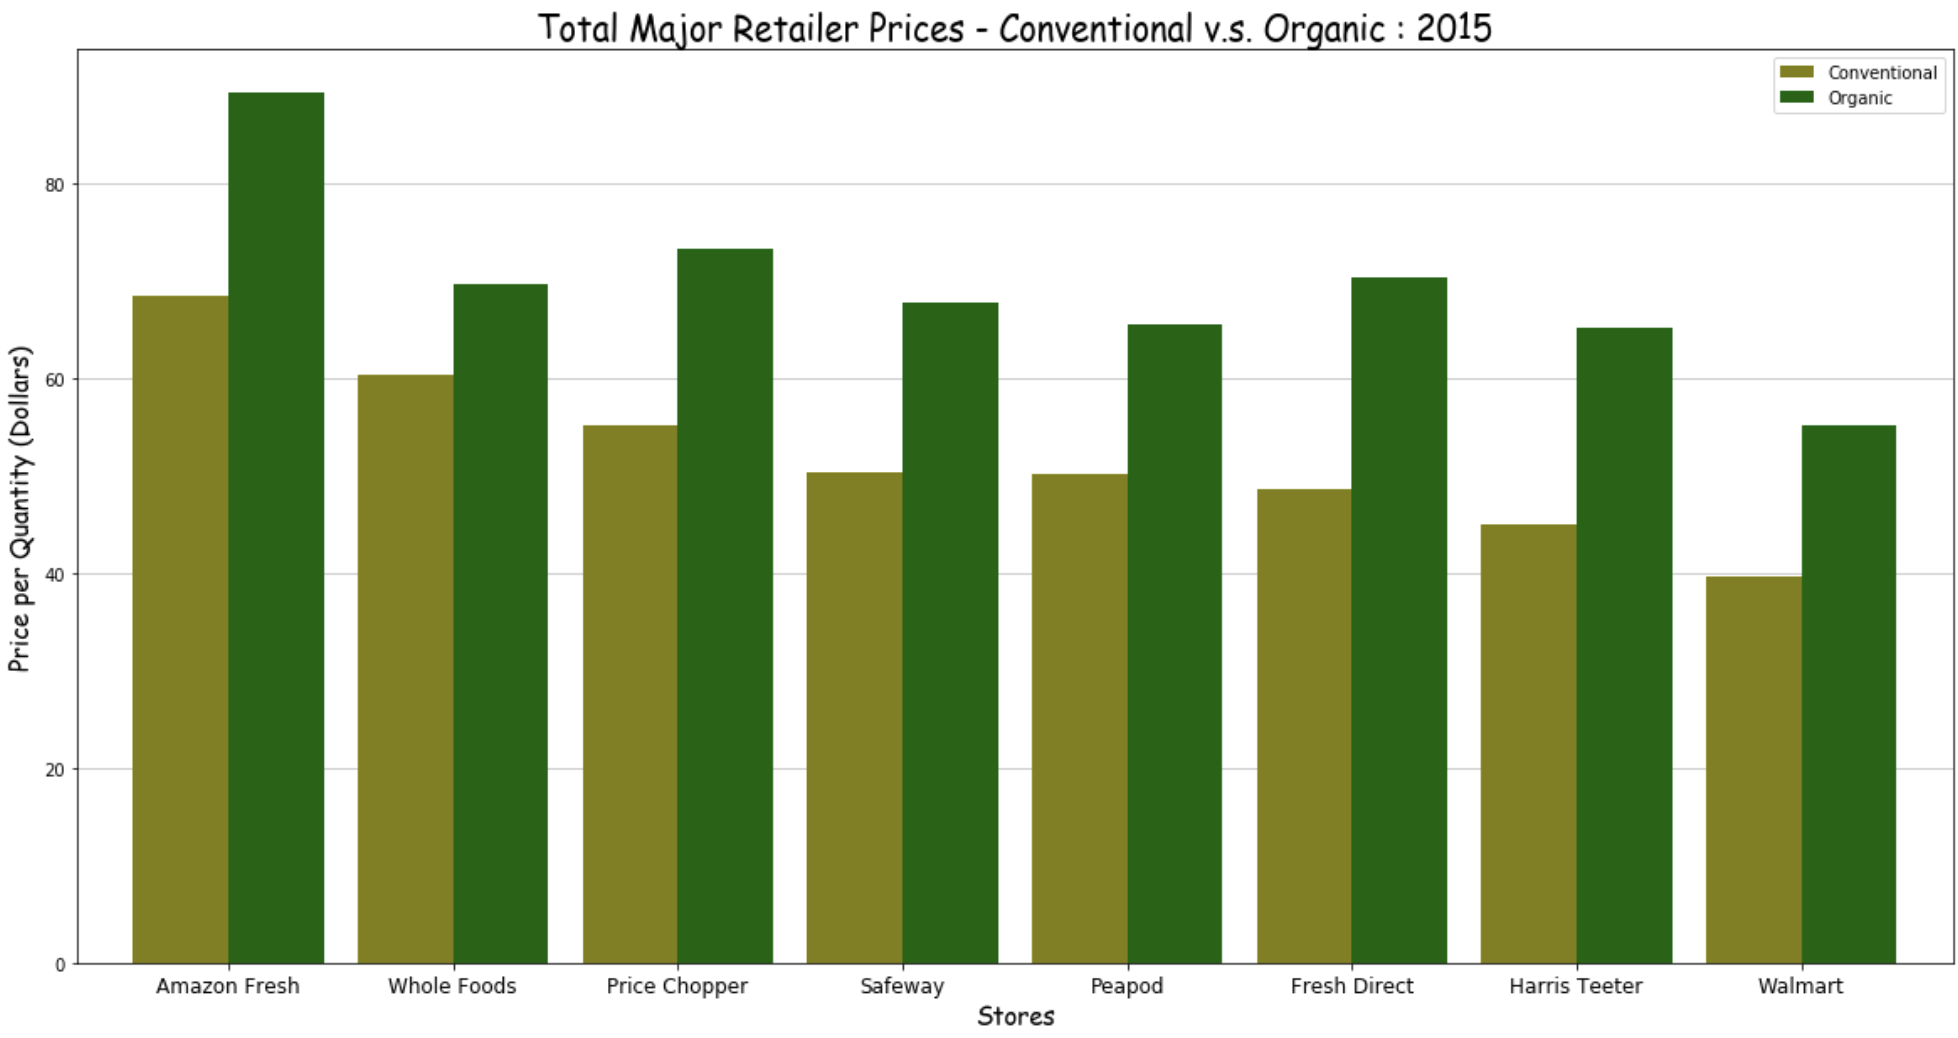 Total Major Retailer Prices - Conventional v.s. Organic : 2015
Conventional
Organic
Price per Quantity (Dollars)
80
60
40
20
0
Amazon Fresh
Whole Foods
Price Chopper
Safeway
Peapod
Fresh Direct
Harris Teeter
Walmart
Stores